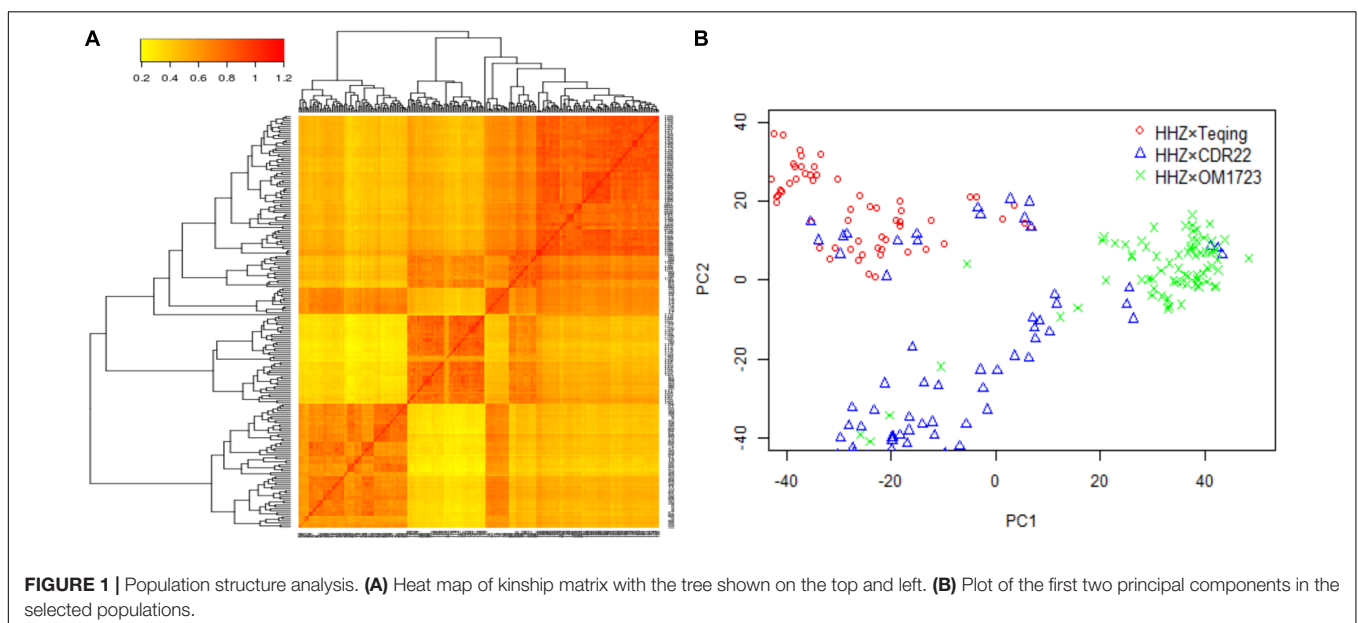 A
0.2 0.4 0.6 0.8 1 1.2
B
HHZ×Teqing
HHZ×CDR22
HHZ×OM1723
40
20
0
-20
-40
PC2
-40 -20 0 20 40
PC1
FIGURE 1 | Population structure analysis. (A) Heat map of kinship matrix with the tree shown on the top and left. (B) Plot of the first two principal components in the
selected populations.